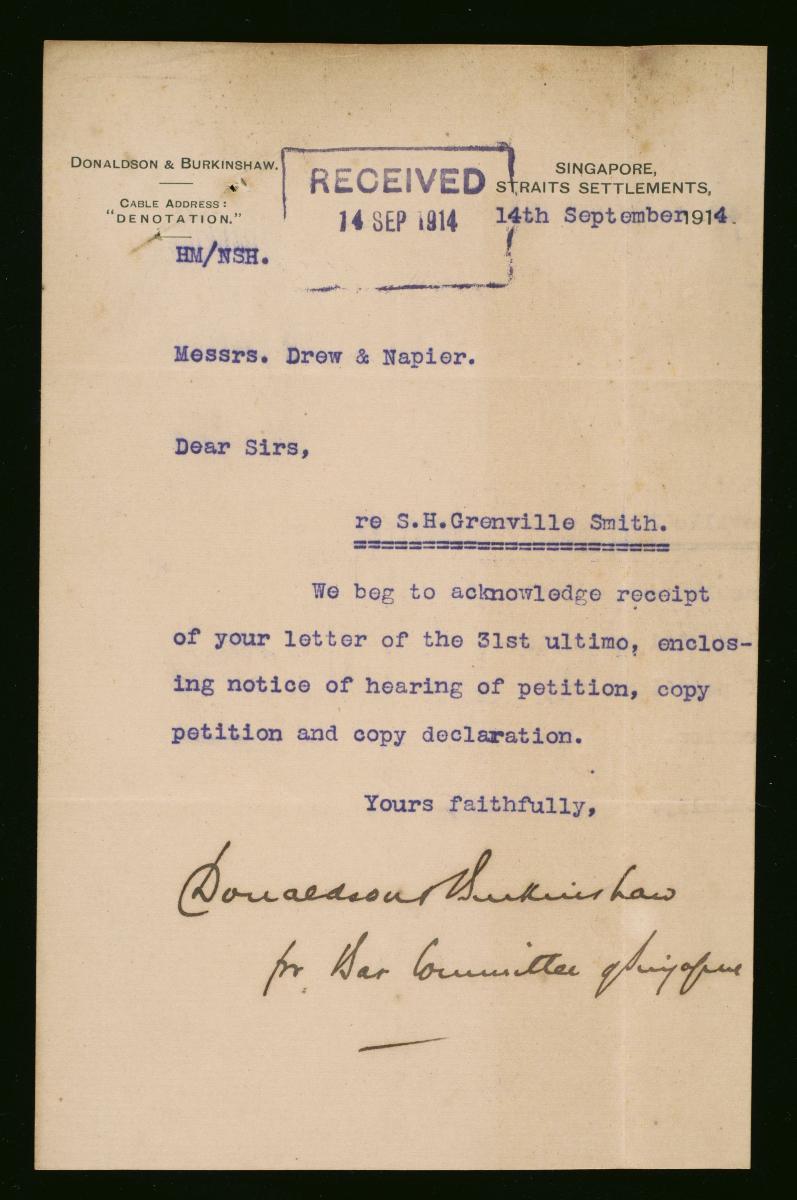 DONALDSON & BURKINSHAW.
CABLE ADDRESS:
"DENOTATION."
RECEIVED
14 SEP 1914
SINGAPORE,
STRAITS SETTLEMENTS,
14th September 1914.
HM/NSH.
Messrs. Drew & Napier.
Dear Sirs,
re S.H.Grenville Smith.
We beg to acknowledge receipt
of your letter of the 31st ultimo, enclos-
ing notice of hearing of petition, copy
petition and copy declaration.
Yours faithfully,
Donaldson & Burkinshaw
for Bar Committee of Singapore